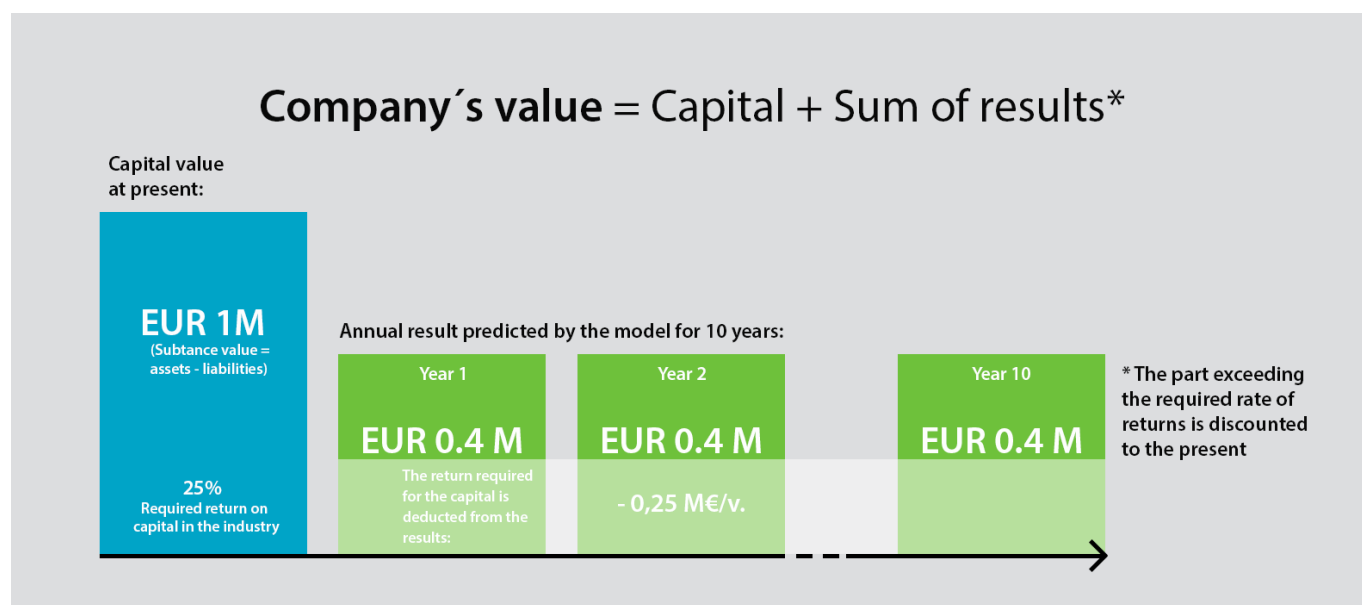 Company´s value = Capital + Sum of results*
Capital value
at present:
EUR 1M
(Subtance value =
assets - liabilities)
25%
Required return on
capital in the industry
Annual result predicted by the model for 10 years:
Year 1
EUR 0.4 M
The return required
for the capital is
deducted from the
results:
Year 2
EUR 0.4 M
- 0,25 M€/v.
Year 10
EUR 0.4 M
* The part exceeding
the required rate of
returns is discounted
to the present